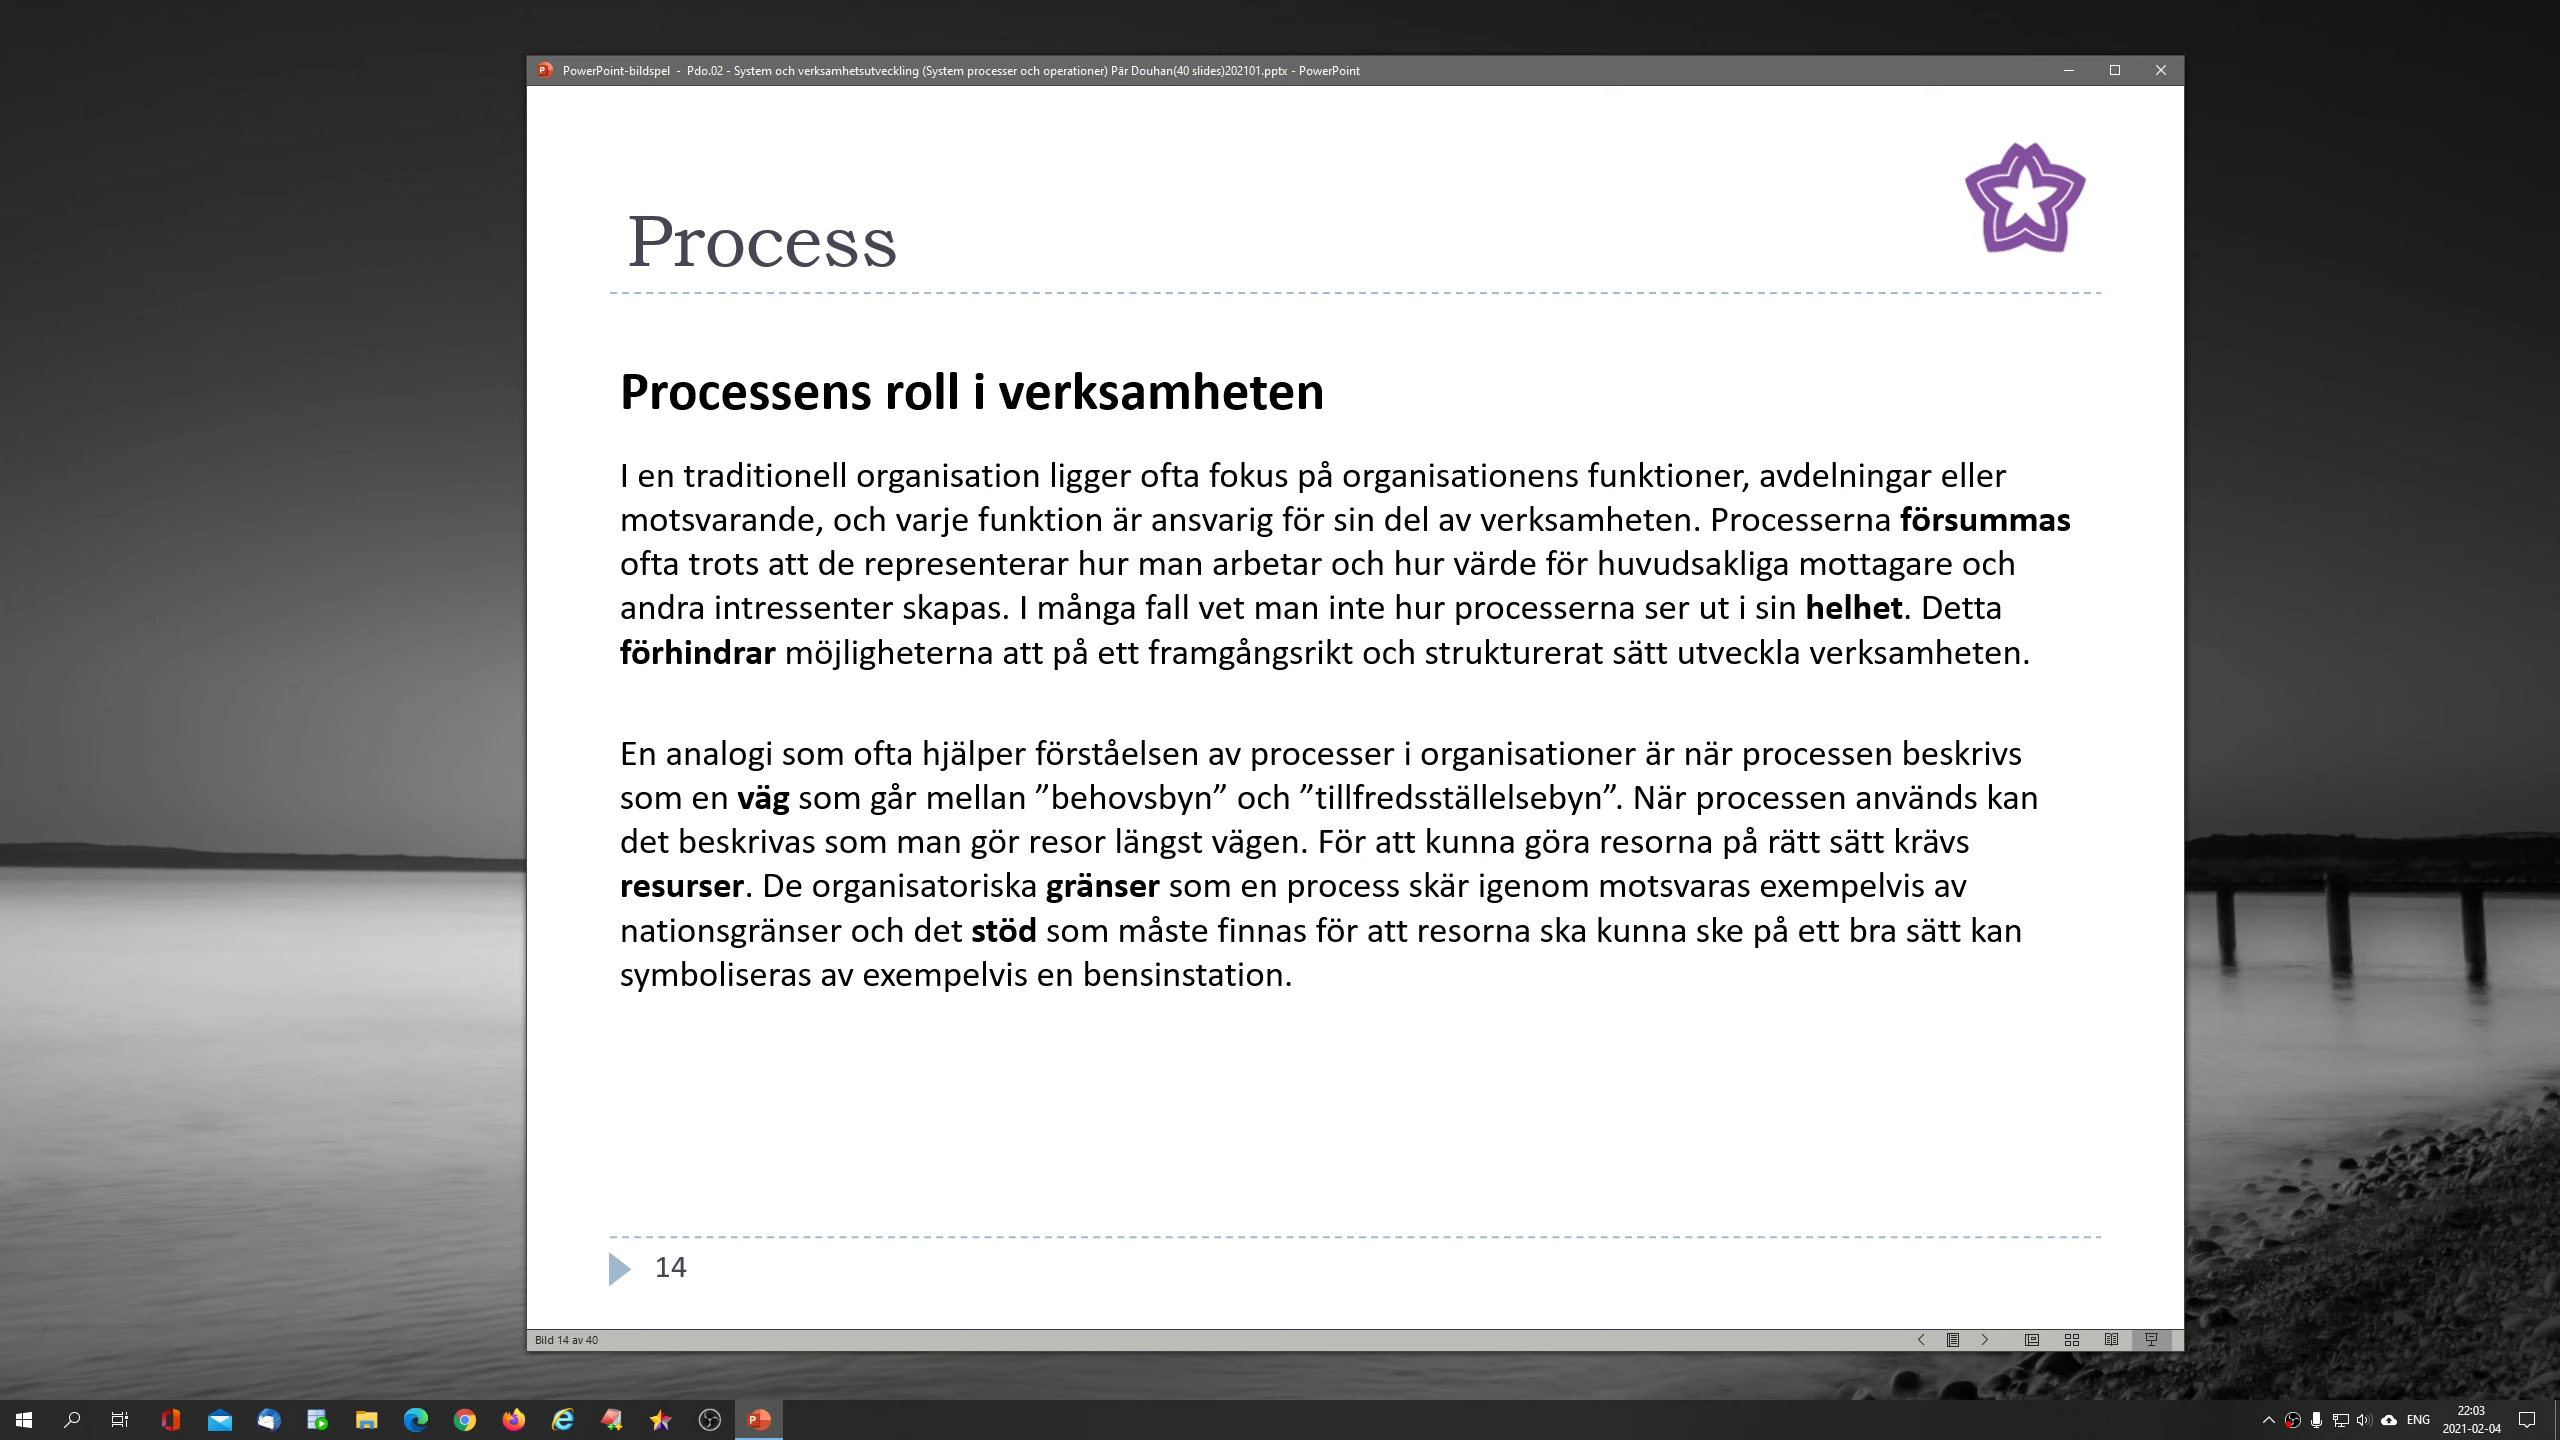 PowerPoint-bildspel - Pdo.02 - System och verksamhetsutveckling (System processer och operationer) Pär Douhan(40 slides)202101.pptx - PowerPoint
Process
Processens roll i verksamheten
I en traditionell organisation ligger ofta fokus på organisationens funktioner, avdelningar eller
motsvarande, och varje funktion är ansvarig för sin del av verksamheten. Processerna försummas
ofta trots att de representerar hur man arbetar och hur värde för huvudsakliga mottagare och
andra intressenter skapas. I många fall vet man inte hur processerna ser ut i sin helhet. Detta
förhindrar möjligheterna att på ett framgångsrikt och strukturerat sätt utveckla verksamheten.
En analogi som ofta hjälper förståelsen av processer i organisationer är när processen beskrivs
som en väg som går mellan ”behovsbyn” och ”tillfredsställelsebyn”. När processen används kan
det beskrivas som man gör resor längst vägen. För att kunna göra resorna på rätt sätt krävs
resurser. De organisatoriska gränser som en process skär igenom motsvaras exempelvis av
nationsgränser och det stöd som måste finnas för att resorna ska kunna ske på ett bra sätt kan
symboliseras av exempelvis en bensinstation.
14
Bild 14 av 40
ENG
22:03
2021-02-04